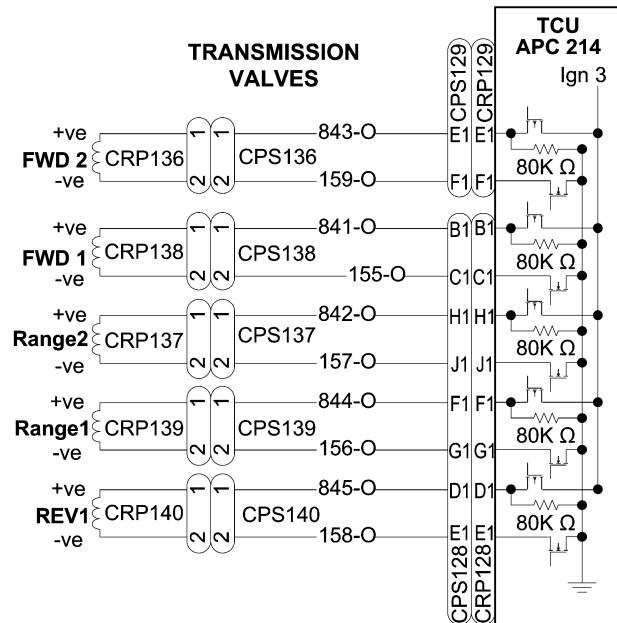 TCU
APC 214
Ign 3
TRANSMISSION
VALVES
CPS129
CRP129
+ve
FWD 2
-ve
CRP136
1
2
1
2
CPS136
843-O
159-O
E1
E1
F1
F1
80K Ω
+ve
FWD 1
-ve
CRP138
1
2
1
2
CPS138
841-O
155-O
B1
B1
C1
C1
80K Ω
+ve
Range2
-ve
CRP137
1
2
1
2
CPS137
842-O
157-O
H1
H1
J1
J1
80K Ω
+ve
Range1
-ve
CRP139
1
2
1
2
CPS139
844-O
156-O
F1
F1
G1
G1
80K Ω
+ve
REV1
-ve
CRP140
1
2
1
2
CPS140
845-O
158-O
D1
D1
E1
E1
80K Ω
CPS128
CRP128